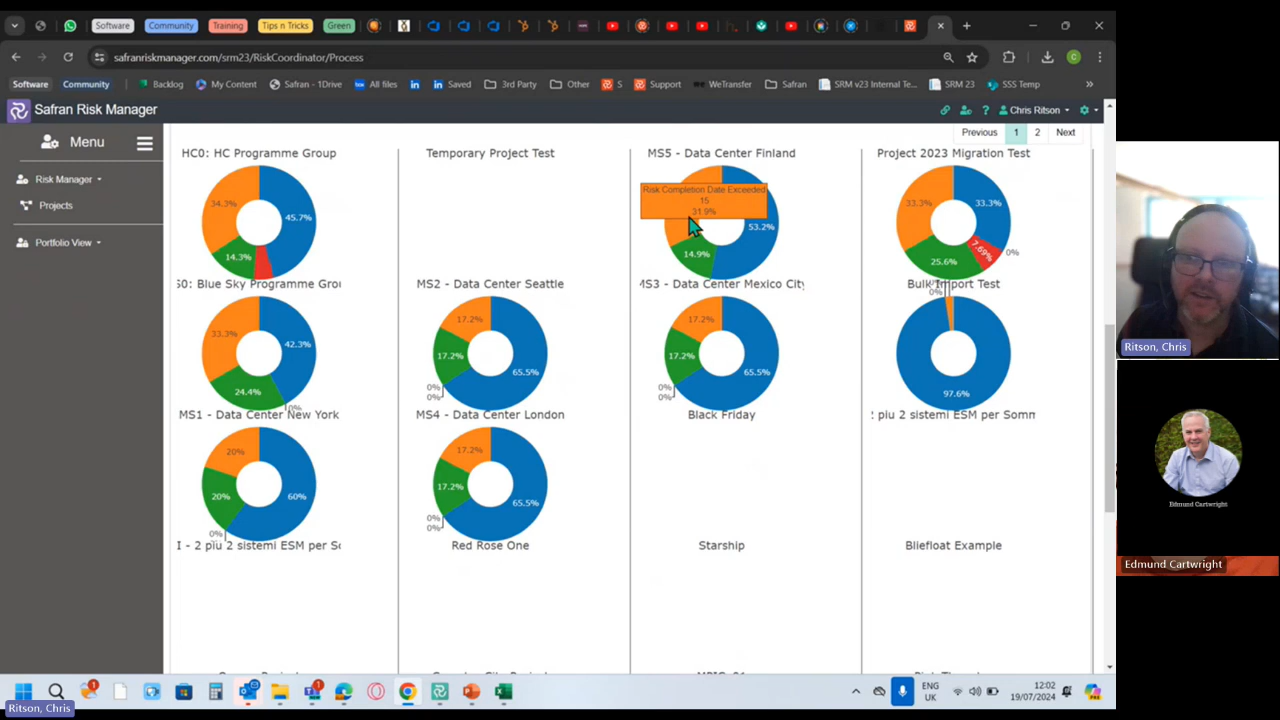 Software
Community
Training
Tips n Tricks
Green
safranriskmanager.com/srm23/RiskCoordinator/Process
Software
Community
Backlog
My Content
Safran - 1Drive
All files
Saved
3rd Party
Other
S
Support
WeTransfer
Safran
SRM v23 Internal Te...
SRM 23
SSS Temp
Safran Risk Manager
Chris Ritson
Menu
Previous
1
2
Next
Risk Manager
Projects
Portfolio View
HC0: HC Programme Group
Temporary Project Test
MS5 - Data Center Finland
Project 2023 Migration Test
34.3%
45.7%
14.3%
Risk Completion Date Exceeded
15
31.9%
53.2%
14.9%
33.3%
33.3%
7.69%
0%
25.6%
S0: Blue Sky Programme Grou
MS2 - Data Center Seattle
MS3 - Data Center Mexico City
Bulk Import Test
33.3%
42.3%
24.4%
0%
17.2%
17.2%
65.5%
0%
0%
17.2%
17.2%
65.5%
0%
0%
0%
97.6%
MS1 - Data Center New York
MS4 - Data Center London
Black Friday
2 piu 2 sistemi ESM per Somm
20%
20%
60%
0%
17.2%
17.2%
65.5%
0%
0%
I - 2 piu 2 sistemi ESM per So
Red Rose One
Starship
Bliefloat Example
Ritson, Chris
Edmund Cartwright
Edmund Cartwright
ENG
UK
12:02
19/07/2024
Ritson, Chris